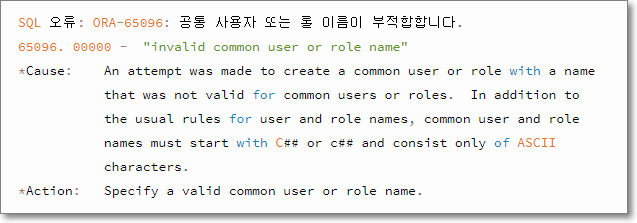 SQL 오류: ORA-65096: 공통 사용자 또는 롤 이름이 부적합합니다.
65096. 00000 -  "invalid common user or role name"
*Cause:    An attempt was made to create a common user or role with a name
           that was not valid for common users or roles.  In addition to
           the usual rules for user and role names, common user and role
           names must start with C## or c## and consist only of ASCII
           characters.
*Action:   Specify a valid common user or role name.